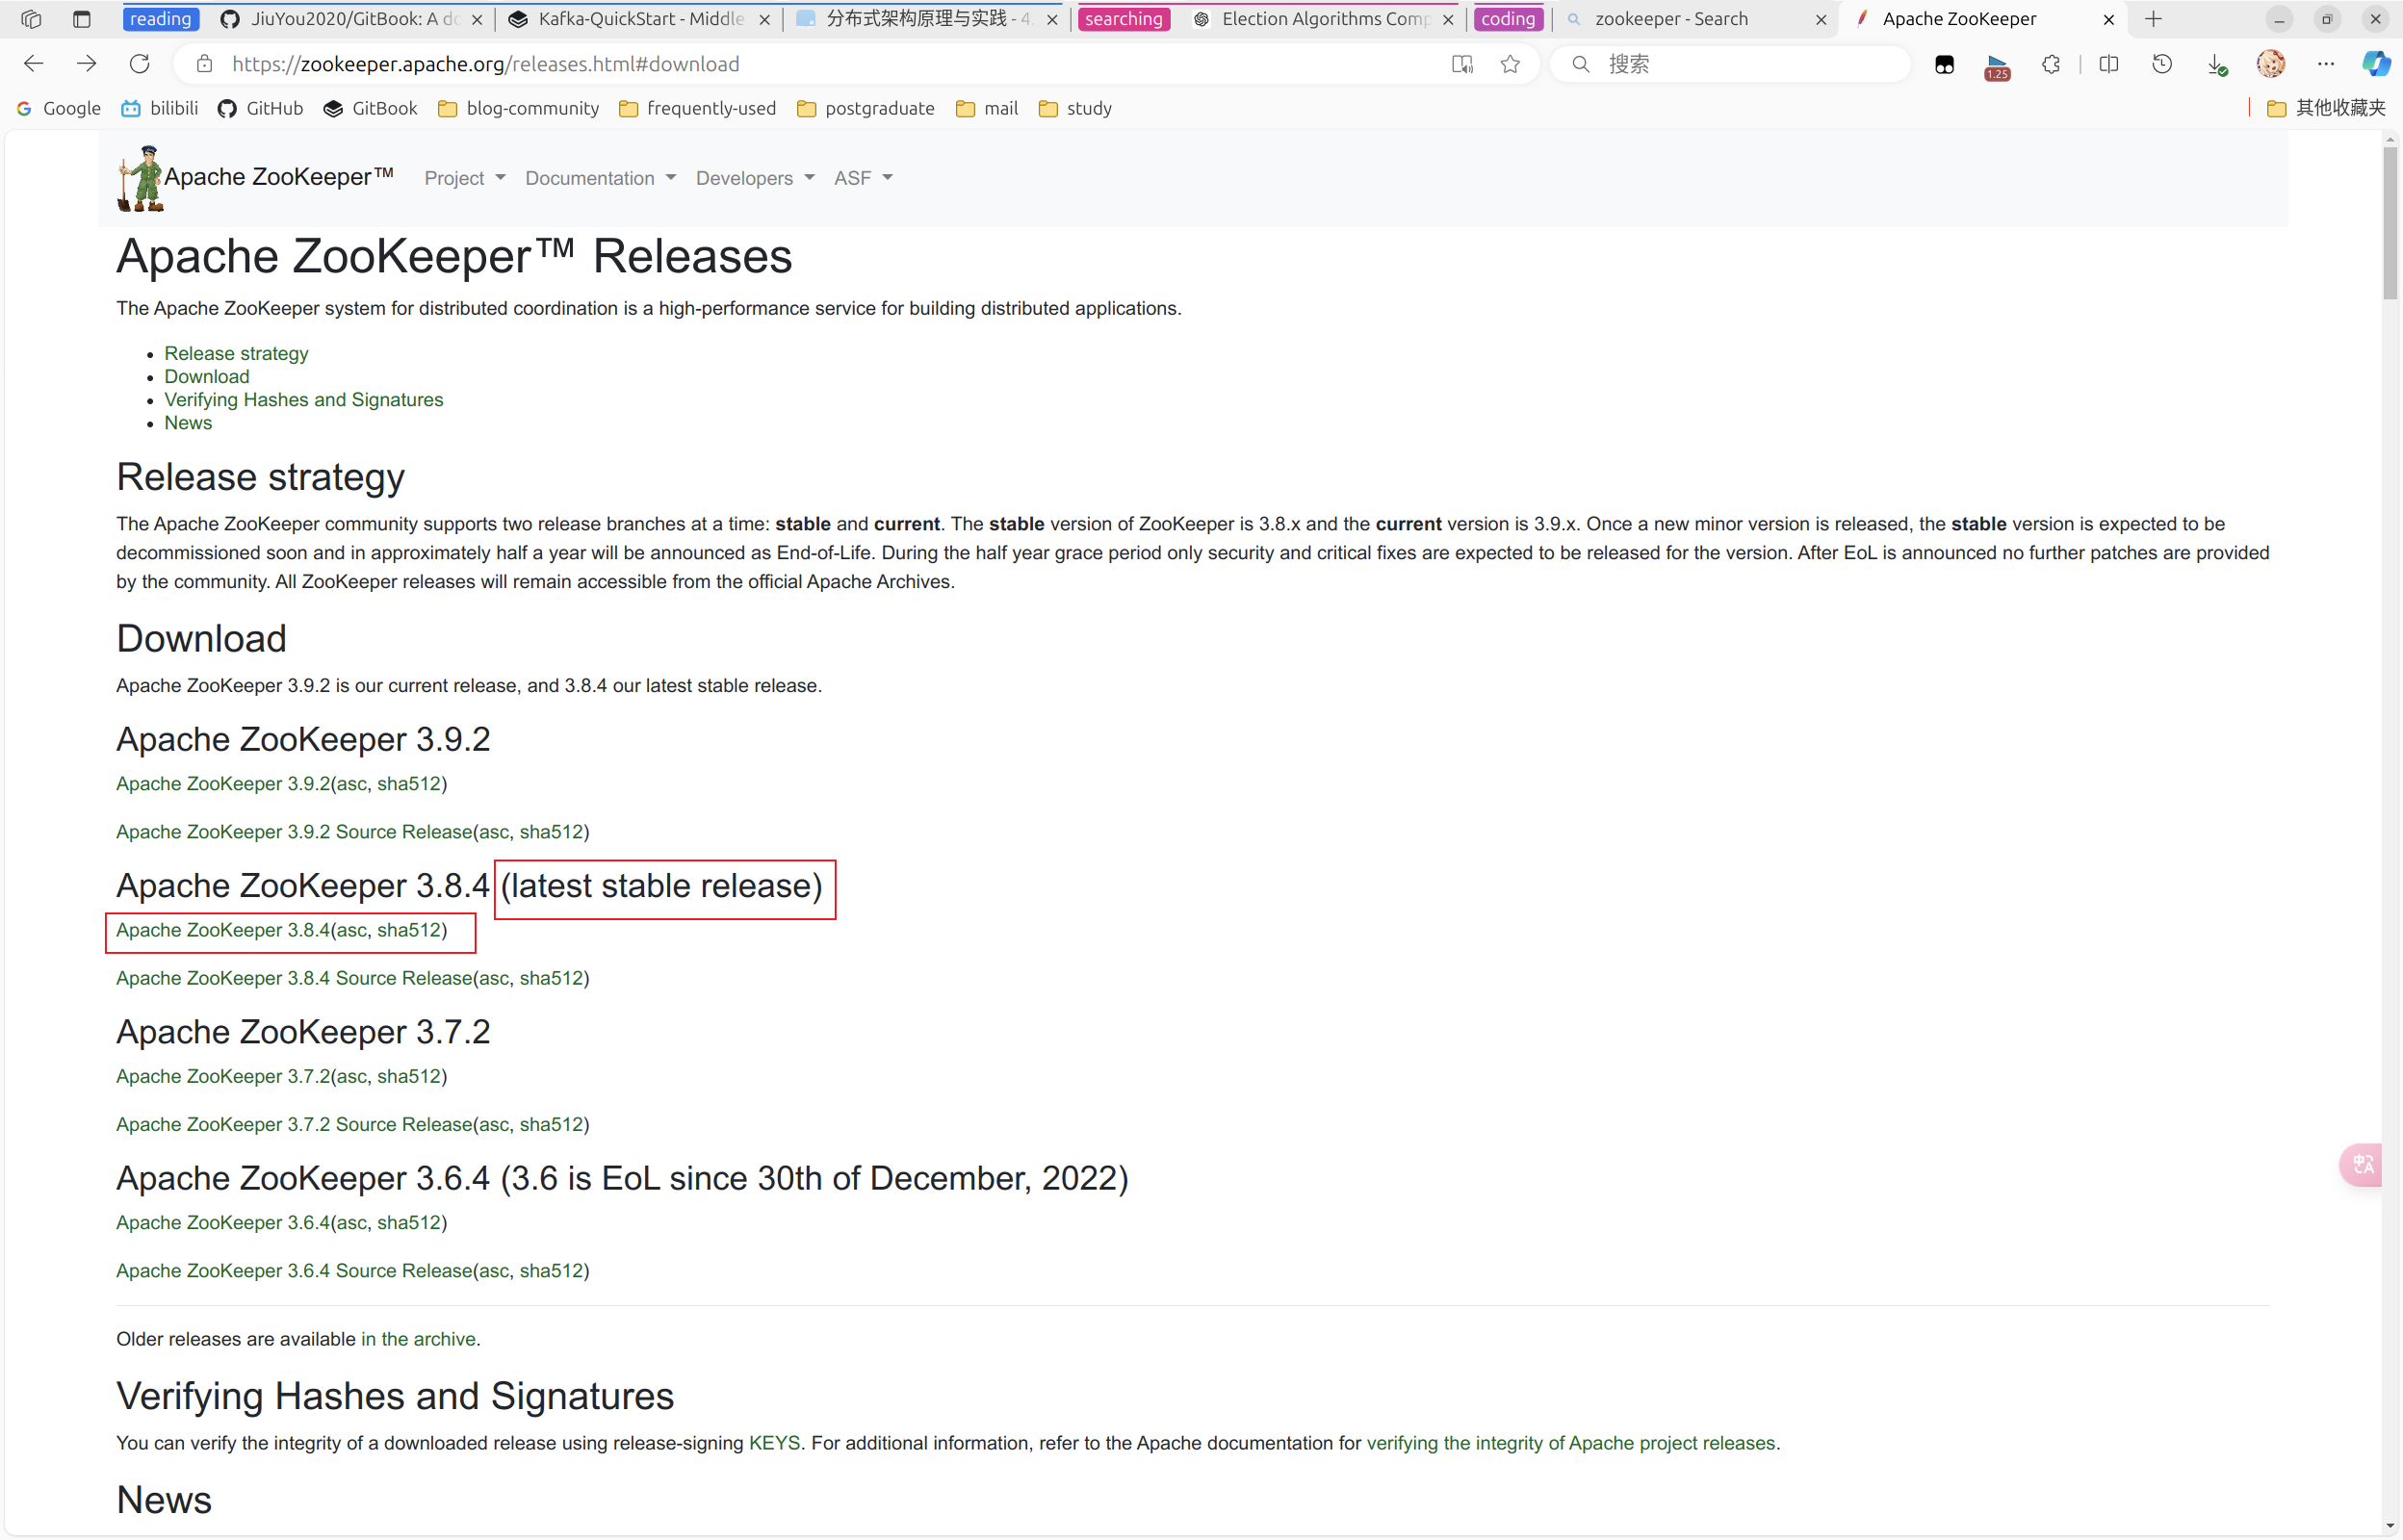 reading
JiuYou2020/GitBook: A do
Kafka-QuickStart - Middle
分布式架构原理与实践 - 4.
searching
Election Algorithms Comp
coding
zookeeper - Search
Apache ZooKeeper
https://zookeeper.apache.org/releases.html#download
搜索
1.25
Google
bilibili
GitHub
GitBook
blog-community
frequently-used
postgraduate
mail
study
其他收藏夹
Apache ZooKeeper™
Project
Documentation
Developers
ASF
Apache ZooKeeper™ Releases
The Apache ZooKeeper system for distributed coordination is a high-performance service for building distributed applications.
Release strategy
Download
Verifying Hashes and Signatures
News
Release strategy
The Apache ZooKeeper community supports two release branches at a time: stable and current. The stable version of ZooKeeper is 3.8.x and the current version is 3.9.x. Once a new minor version is released, the stable version is expected to be
decommissioned soon and in approximately half a year will be announced as End-of-Life. During the half year grace period only security and critical fixes are expected to be released for the version. After EoL is announced no further patches are provided
by the community. All ZooKeeper releases will remain accessible from the official Apache Archives.
Download
Apache ZooKeeper 3.9.2 is our current release, and 3.8.4 our latest stable release.
Apache ZooKeeper 3.9.2
Apache ZooKeeper 3.9.2(asc, sha512)
Apache ZooKeeper 3.9.2 Source Release(asc, sha512)
Apache ZooKeeper 3.8.4 (latest stable release)
Apache ZooKeeper 3.8.4(asc, sha512)
Apache ZooKeeper 3.8.4 Source Release(asc, sha512)
Apache ZooKeeper 3.7.2
Apache ZooKeeper 3.7.2(asc, sha512)
Apache ZooKeeper 3.7.2 Source Release(asc, sha512)
Apache ZooKeeper 3.6.4 (3.6 is EoL since 30th of December, 2022)
Apache ZooKeeper 3.6.4(asc, sha512)
Apache ZooKeeper 3.6.4 Source Release(asc, sha512)
Older releases are available in the archive.
Verifying Hashes and Signatures
You can verify the integrity of a downloaded release using release-signing KEYS. For additional information, refer to the Apache documentation for verifying the integrity of Apache project releases.
News